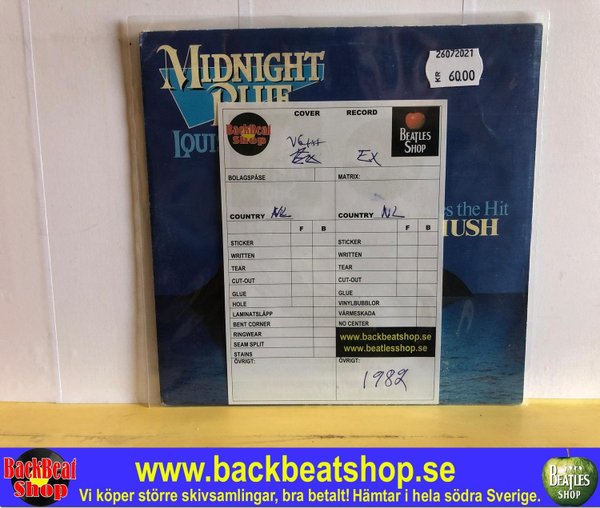 MIDNIGHT
BLUE
LOUIS
es the Hit
HUSH
26072021
KR 60.00
COVER RECORD
BackBeat
Shop
BEATLES
SHOP
VG+++
Ex EX
BOLAGSPÅSE MATRIX:
COUNTRY NL COUNTRY NL
F B F B
STICKER STICKER
WRITTEN WRITTEN
TEAR TEAR
CUT-OUT CUT-OUT
GLUE GLUE
HOLE VINYLBUBBLOR
LAMINATSLÄPP VÄRMESKADA
BENT CORNER NO CENTER
RINGWEAR
SEAM SPLIT
STAINS
www.backbeatshop.se
www.beatlesshop.se
ÖVRIGT: ÖVRIGT:
1982
BackBeat
Shop
www.backbeatshop.se
Vi köper större skivsamlingar, bra betalt! Hämtar i hela södra Sverige.
BEATLES
SHOP